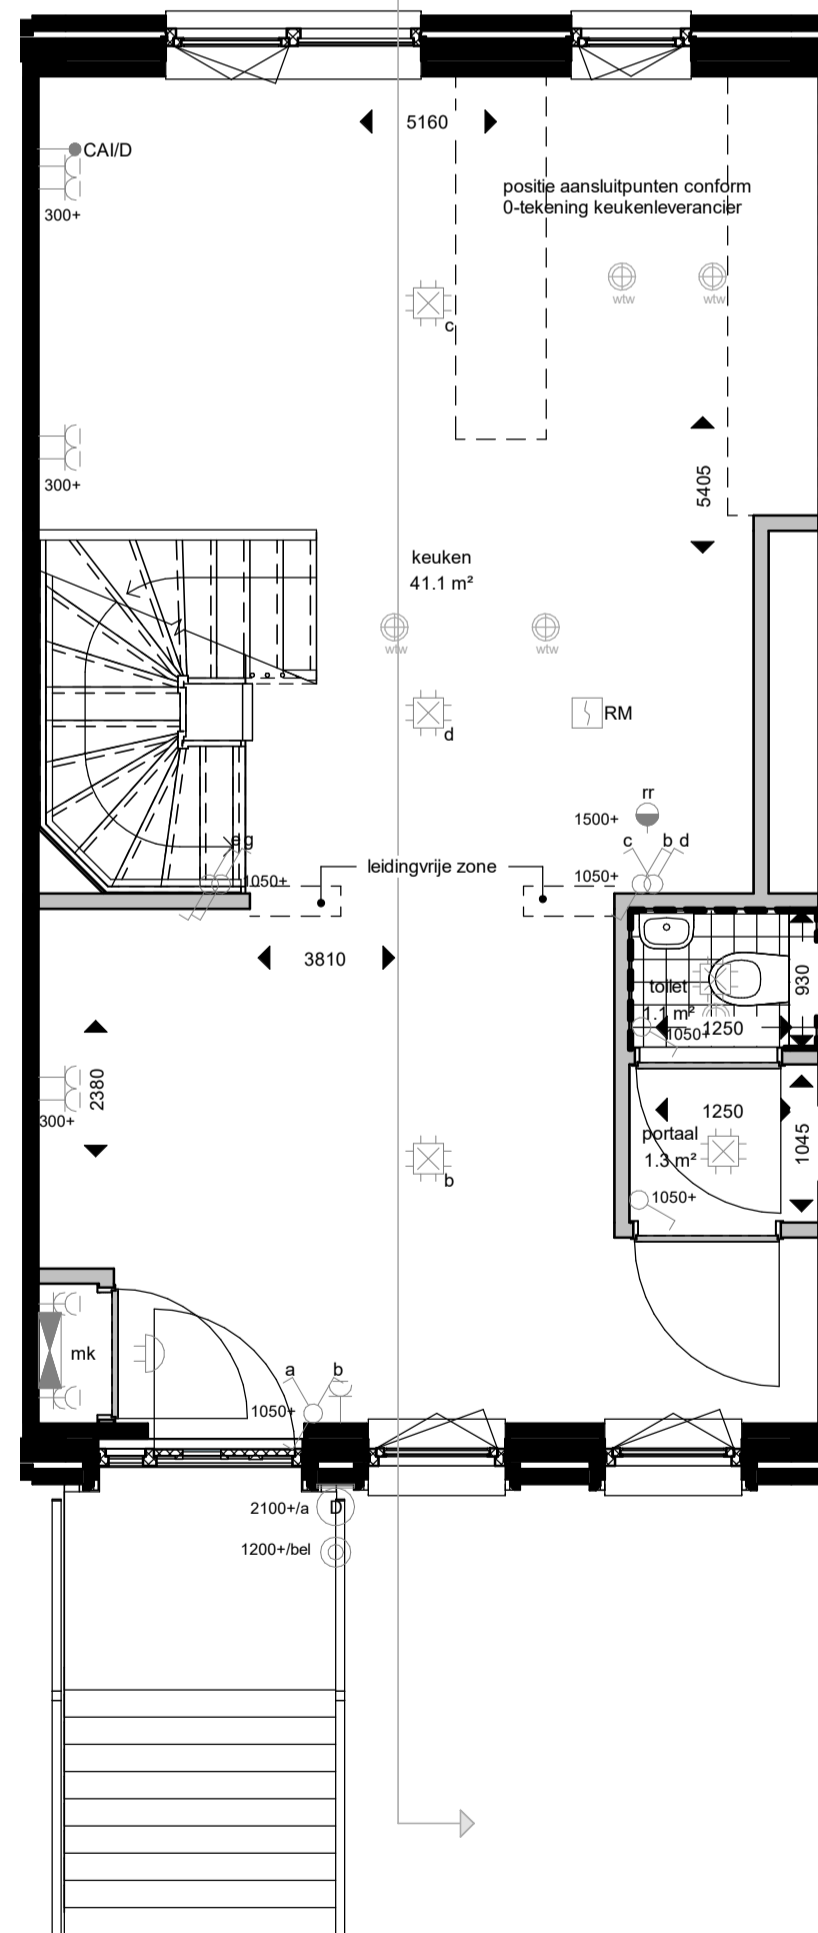 5160
CAI/D
300+
positie aansluitpunten conform
0-tekening keukenleverancier
wtw
wtw
c
300+
5405
keuken
41.1 m²
wtw
wtw
d
RM
rr
1500+
c
b
d
e
g
1050+
leidingvrije zone
1050+
3810
toilet
1.1 m²
930
1250
1050+
2380
300+
1250
portaal
1.3 m²
1045
b
1050+
mk
a
b
1050+
2100+/a
D
1200+/bel